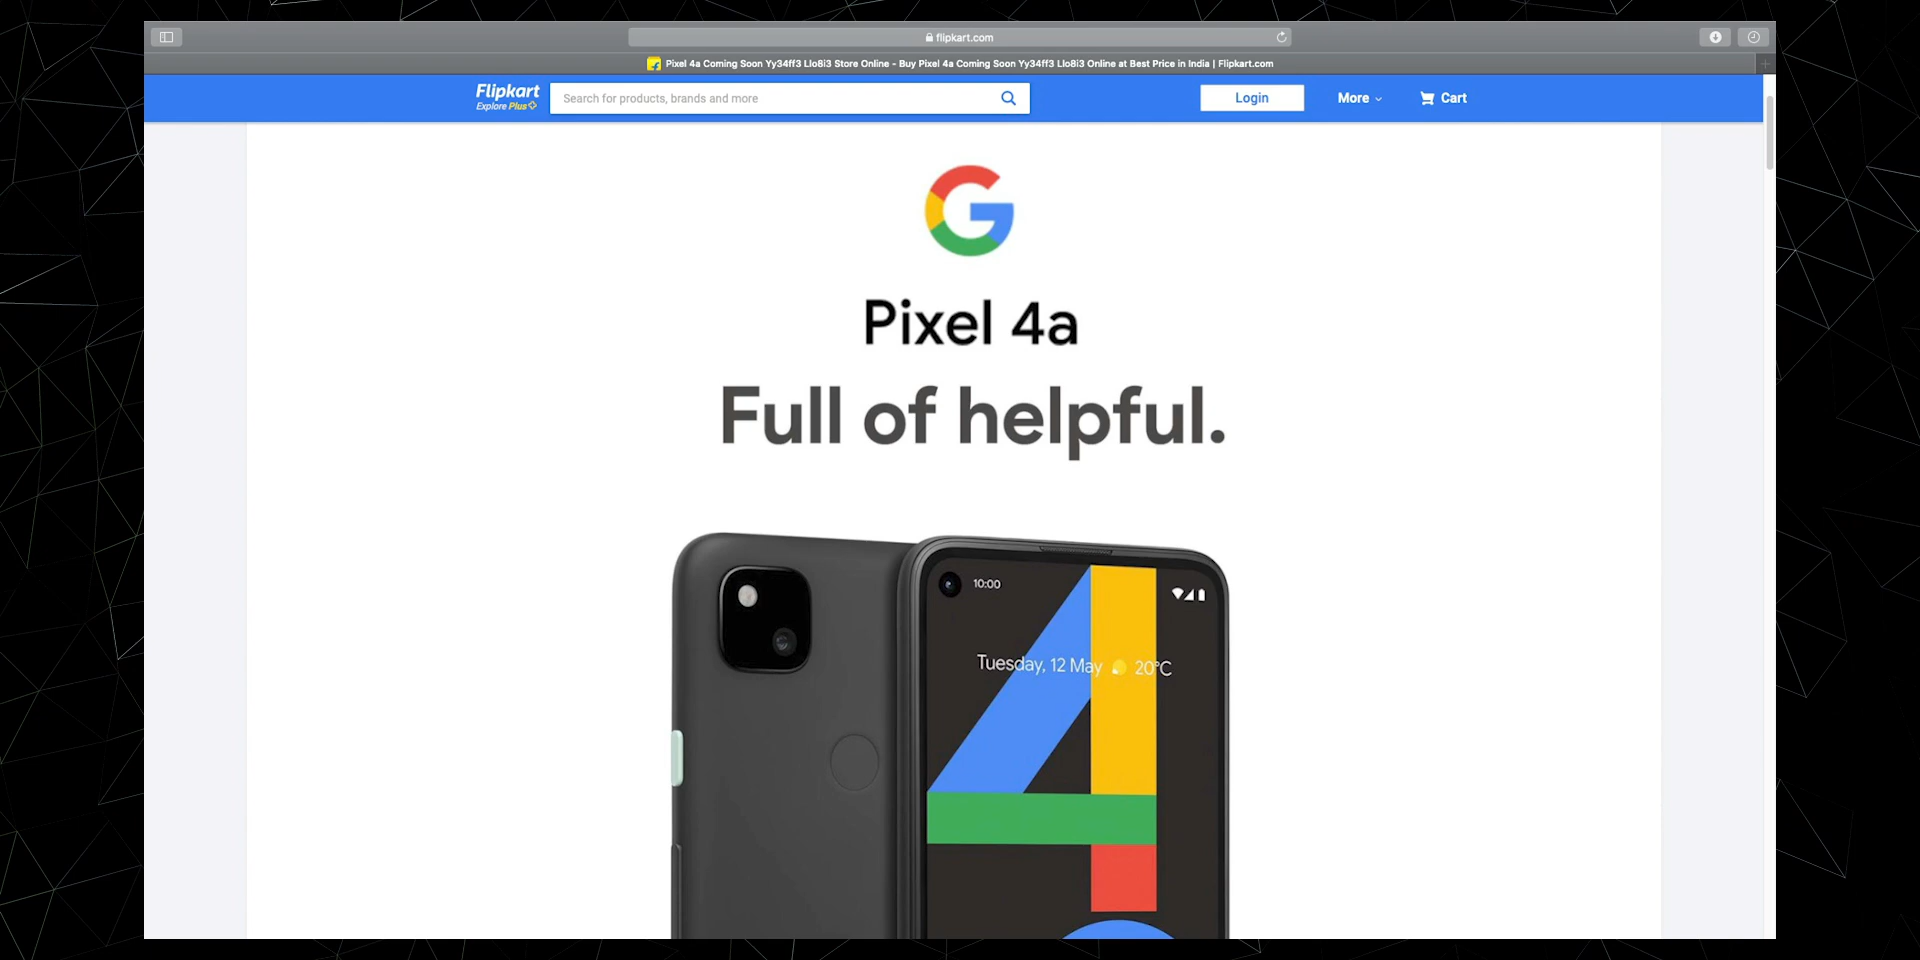 flipkart.com
Pixel 4a Coming Soon Yy34ff3 Llo8i3 Store Online - Buy Pixel 4a Coming Soon Yy34ff3 Llo8i3 Online at Best Price in India | Flipkart.com
Flipkart
Explore Plus
Search for products, brands and more
Login
More
Cart
G
Pixel 4a
Full of helpful.
10:00
Tuesday, 12 May 20°C